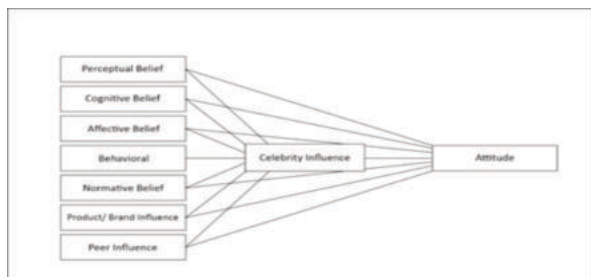 Perceptual Belief
Cognitive Belief
Affective Belief
Behavioral
Normative Belief
Product/ Brand Influence
Peer Influence
Celebrity Influence
Attitude